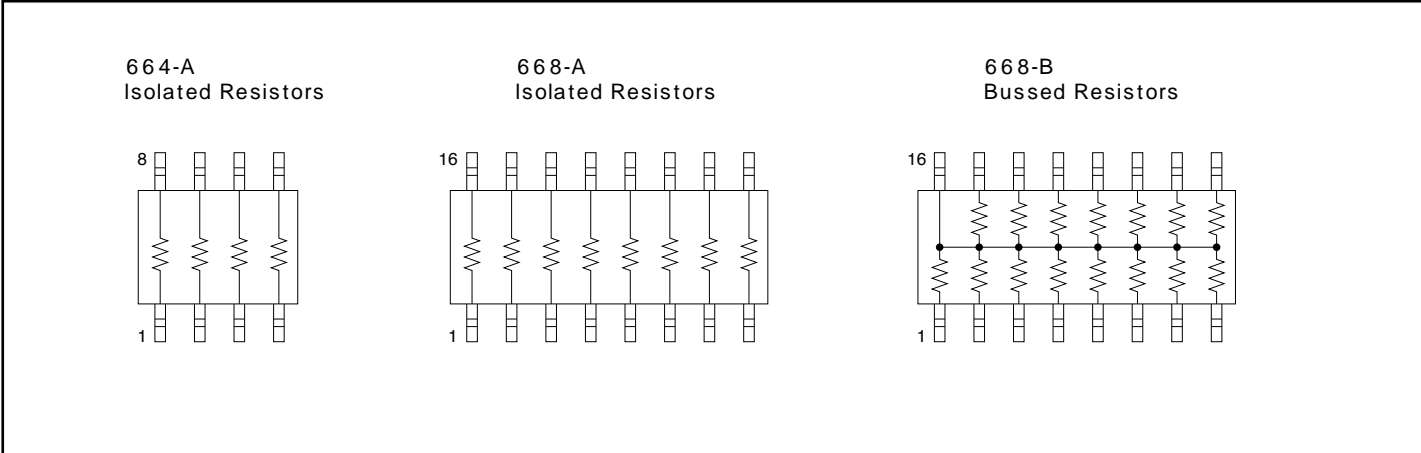 664-A
Isolated Resistors
668-A
Isolated Resistors
668-B
Bussed Resistors
8
1
16
1
16
1